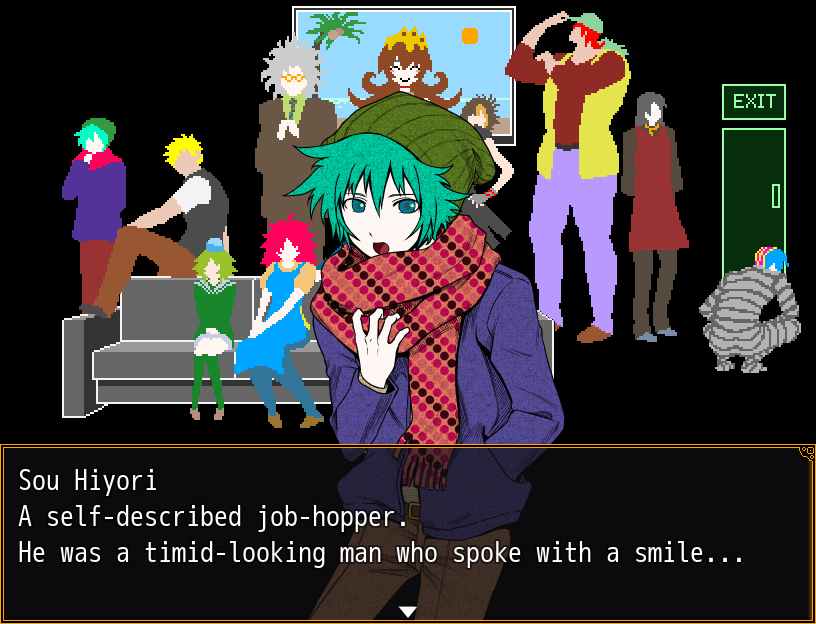 EXIT
Sou Hiyori
A self-described job-hopper.
He was a timid-looking man who spoke with a smile...